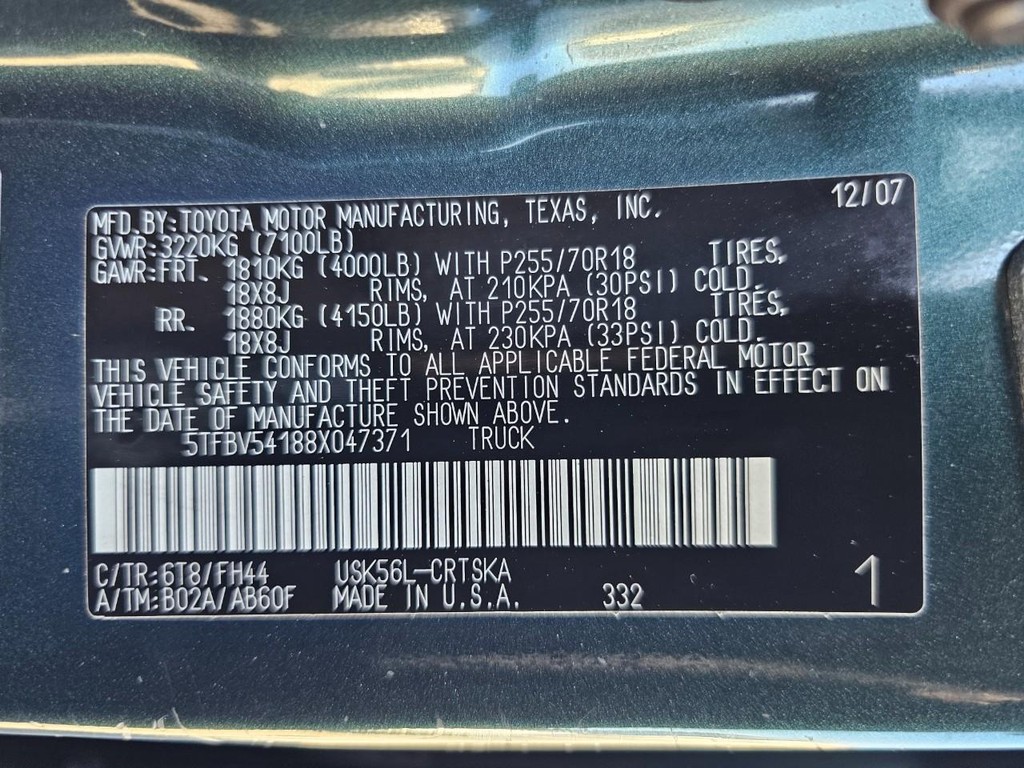 12/07
MFD.BY:TOYOTA MOTOR MANUFACTURING, TEXAS, INC.
GVWR:3220KG (7100LB)
GAWR:FRT. 1810KG (4000LB) WITH P255/70R18 TIRES,
18X8J RIMS, AT 210KPA (30PSI) COLD.
RR. 1880KG (4150LB) WITH P255/70R18 TIRES,
18X8J RIMS, AT 230KPA (33PSI) COLD.
THIS VEHICLE CONFORMS TO ALL APPLICABLE FEDERAL MOTOR
VEHICLE SAFETY AND THEFT PREVENTION STANDARDS IN EFFECT ON
THE DATE OF MANUFACTURE SHOWN ABOVE.
5TFBV54188X047371 TRUCK
C/TR:6T8/FH44 USK56L-CRTSKA
A/TM:B02A/AB60F MADE IN U.S.A. 332
1